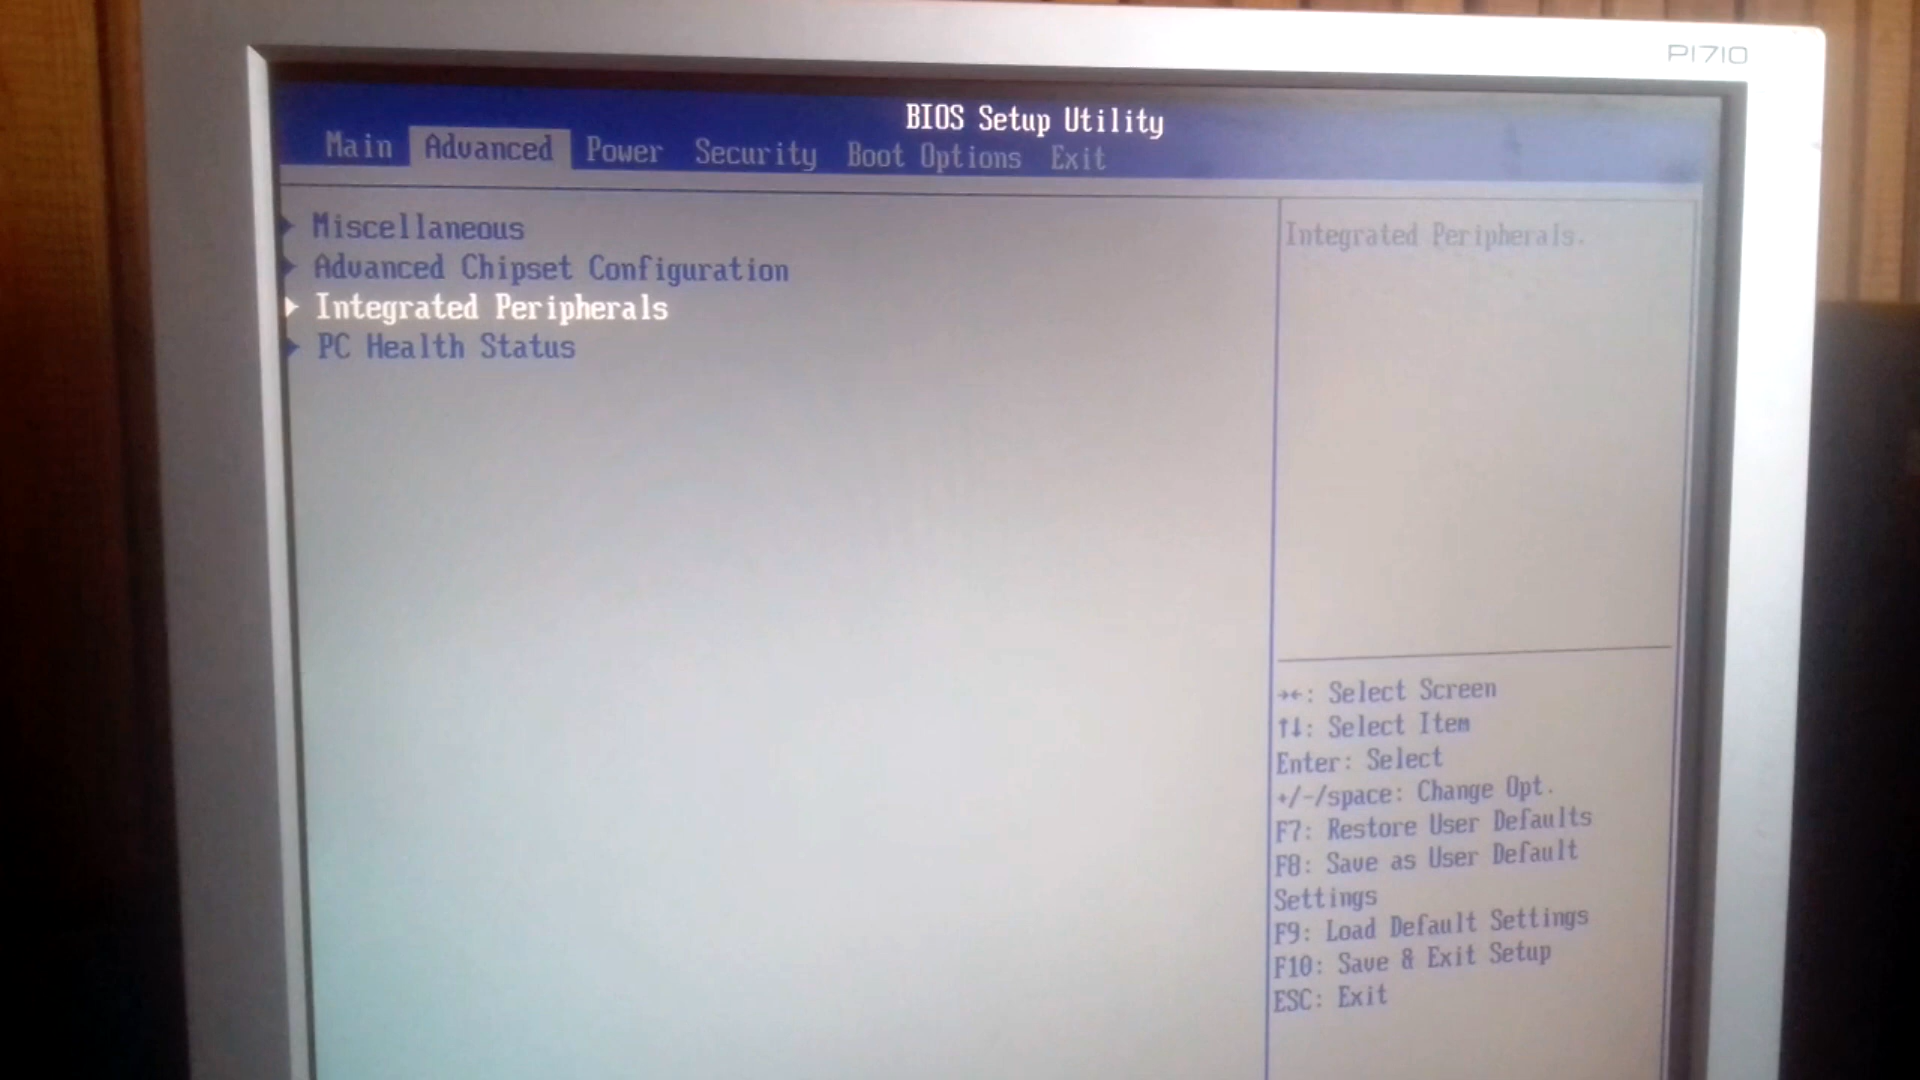 P1710
BIOS Setup Utility
Main Advanced Power Security Boot Options Exit
Miscellaneous
Advanced Chipset Configuration
Integrated Peripherals
PC Health Status
Integrated Peripherals.
→←: Select Screen
↑↓: Select Item
Enter: Select
+/-/space: Change Opt.
F7: Restore User Defaults
F8: Save as User Default
Settings
F9: Load Default Settings
F10: Save & Exit Setup
ESC: Exit